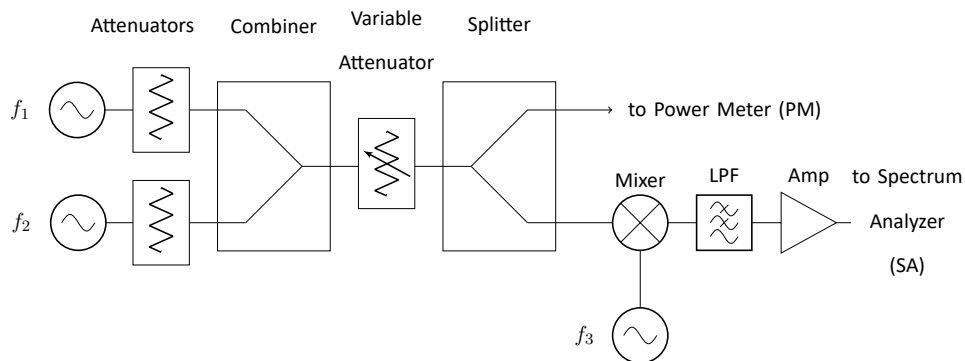 Attenuators
Combiner
Variable
Attenuator
Splitter
f1
f2
to Power Meter (PM)
Mixer
LPF
Amp
to Spectrum
Analyzer
(SA)
f3